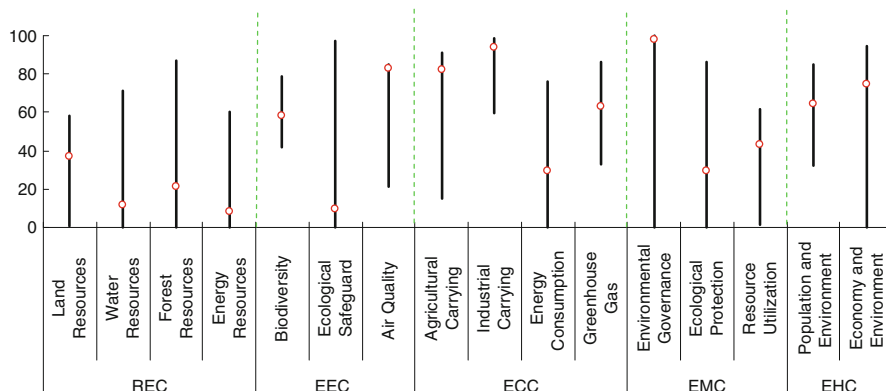 100
80
60
40
20
0
Land
Resources
Water
Resources
Forest
Resources
Energy
Resources
Biodiversity
Ecological
Safeguard
Air Quality
Agricultural
Carrying
Industrial
Carrying
Energy
Consumption
Greenhouse
Gas
Environmental
Governance
Ecological
Protection
Resource
Utilization
Population and
Environment
Economy and
Environment
REC
EEC
ECC
EMC
EHC